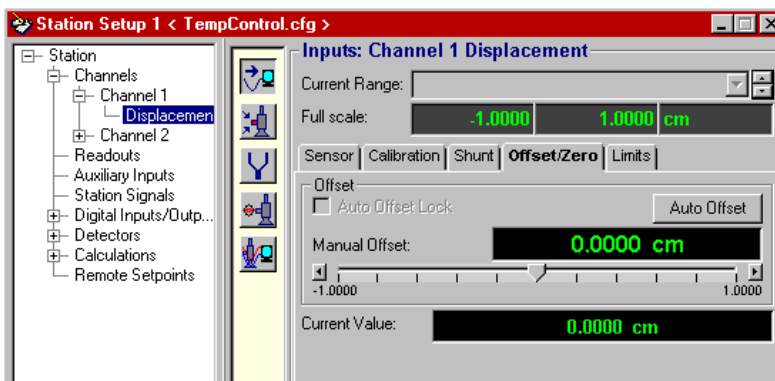 Station Setup 1 < TempControl.cfg >
Station
Channels
Channel 1
Displacemen
Channel 2
Readouts
Auxiliary Inputs
Station Signals
Digital Inputs/Outp...
Detectors
Calculations
Remote Setpoints
Inputs: Channel 1 Displacement
Current Range:
Full scale: -1.0000 1.0000 cm
Sensor Calibration Shunt Offset/Zero Limits
Offset
Auto Offset Lock Auto Offset
Manual Offset: 0.0000 cm
-1.0000 1.0000
Current Value: 0.0000 cm